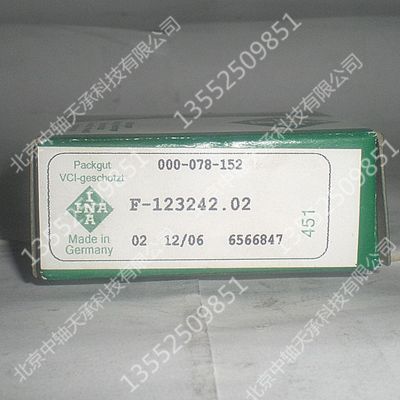 Packgut
VCI-geschützt
000-078-152
INA
INA
F-123242.02
Made in
Germany
02 12/06 6566847
451
北京中轴天承科技有限公司
13552509851